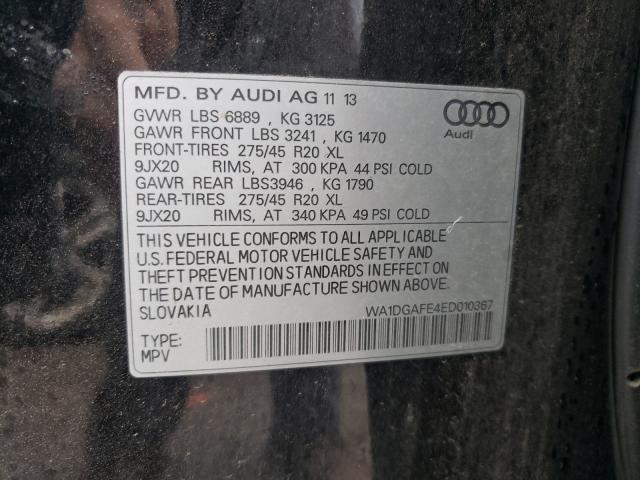 MFD. BY AUDI AG 11 13
GVWR LBS 6889 , KG 3125
GAWR FRONT LBS 3241 , KG 1470
FRONT-TIRES 275/45 R20 XL
9JX20 RIMS, AT 300 KPA 44 PSI COLD
GAWR REAR LBS3946 , KG 1790
REAR-TIRES 275/45 R20 XL
9JX20 RIMS, AT 340 KPA 49 PSI COLD
Audi
THIS VEHICLE CONFORMS TO ALL APPLICABLE
U.S. FEDERAL MOTOR VEHICLE SAFETY AND
THEFT PREVENTION STANDARDS IN EFFECT ON
THE DATE OF MANUFACTURE SHOWN ABOVE.
SLOVAKIA
WA1DGAFE4ED010367
TYPE:
MPV